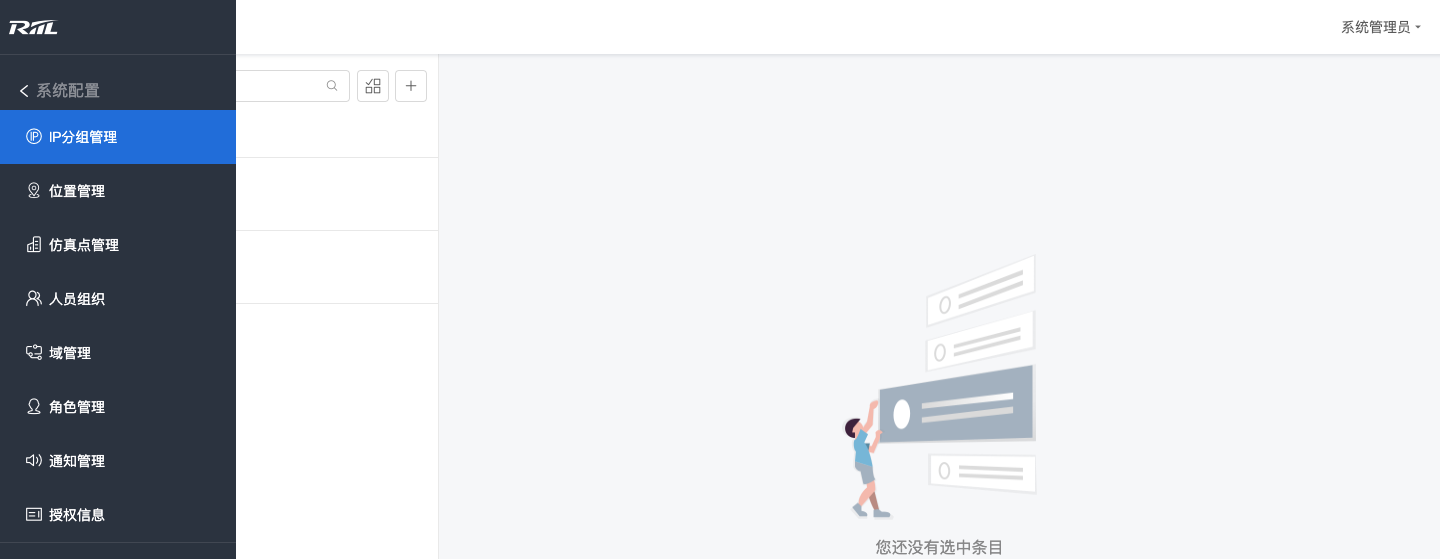 RIIL
系统管理员
系统配置
IP分组管理
位置管理
仿真点管理
人员组织
域管理
角色管理
通知管理
授权信息
您还没有选中条目